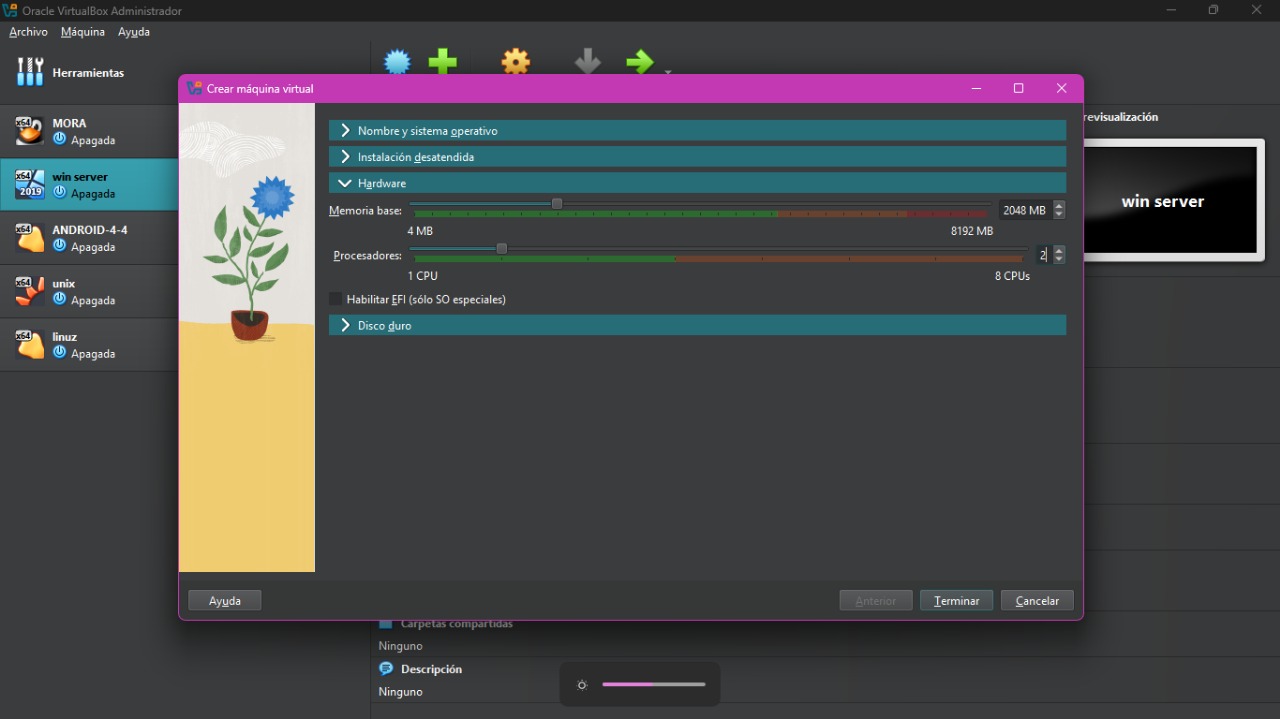 Oracle VirtualBox Administrador
Archivo Máquina Ayuda
Herramientas
x64
MORA
Apagada
x64
2019
win server
Apagada
x64
ANDROID-4-4
Apagada
x64
unix
Apagada
x64
linuz
Apagada
Crear máquina virtual
Nombre y sistema operativo
Instalación desatendida
Hardware
Memoria base: 2048 MB
4 MB 8192 MB
Procesadores: 2
1 CPU 8 CPUs
Habilitar EFI (sólo SO especiales)
Disco duro
Ayuda Anterior Terminar Cancelar
revisualización
win server
Carpetas compartidas
Ninguno
Descripción
Ninguno